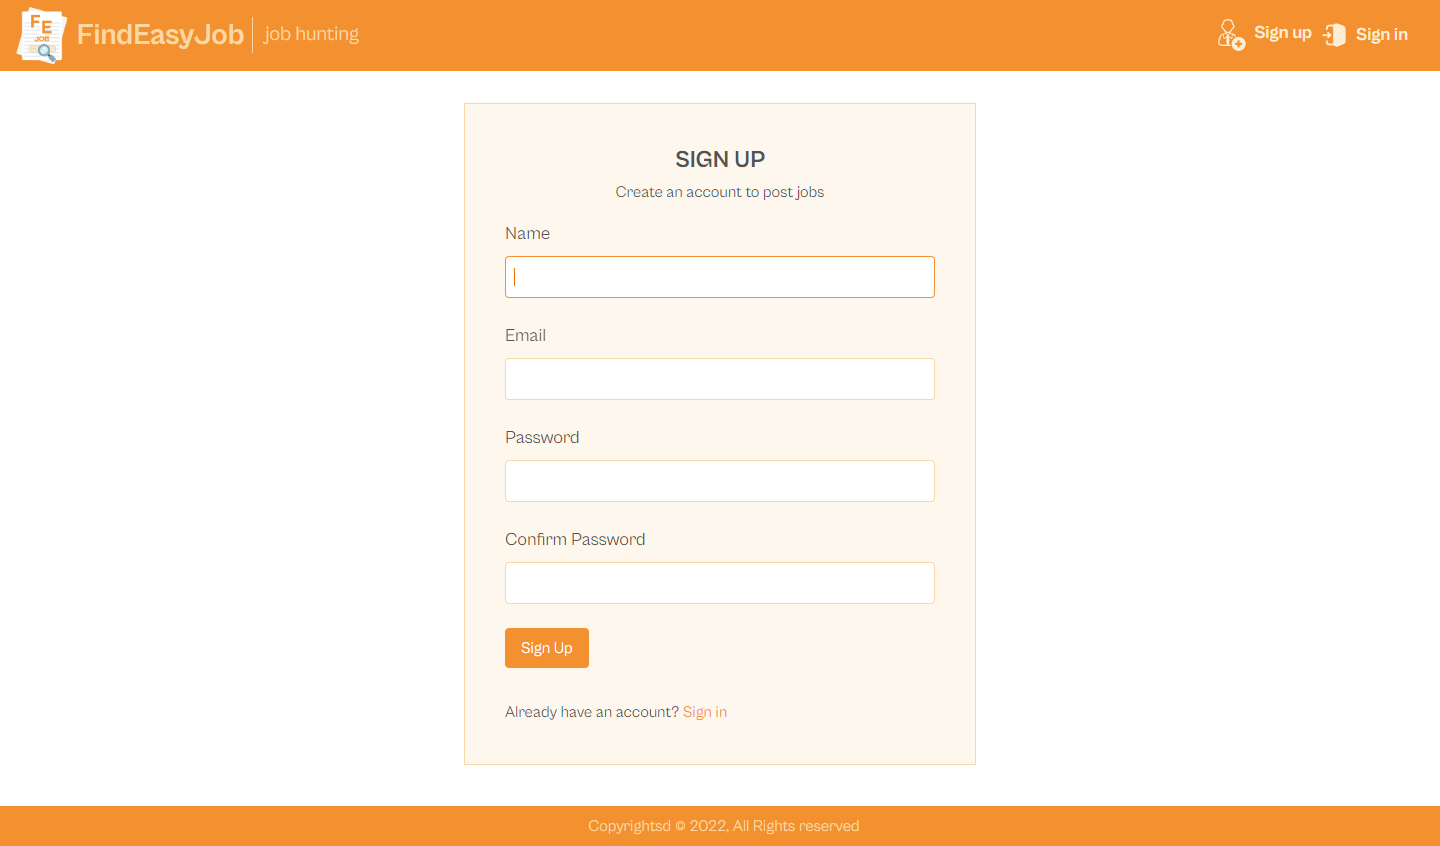 FE
JOB
FindEasyJob
job hunting
Sign up
Sign in
SIGN UP
Create an account to post jobs
Name
Email
Password
Confirm Password
Sign Up
Already have an account? Sign in
Copyrightsd © 2022, All Rights reserved